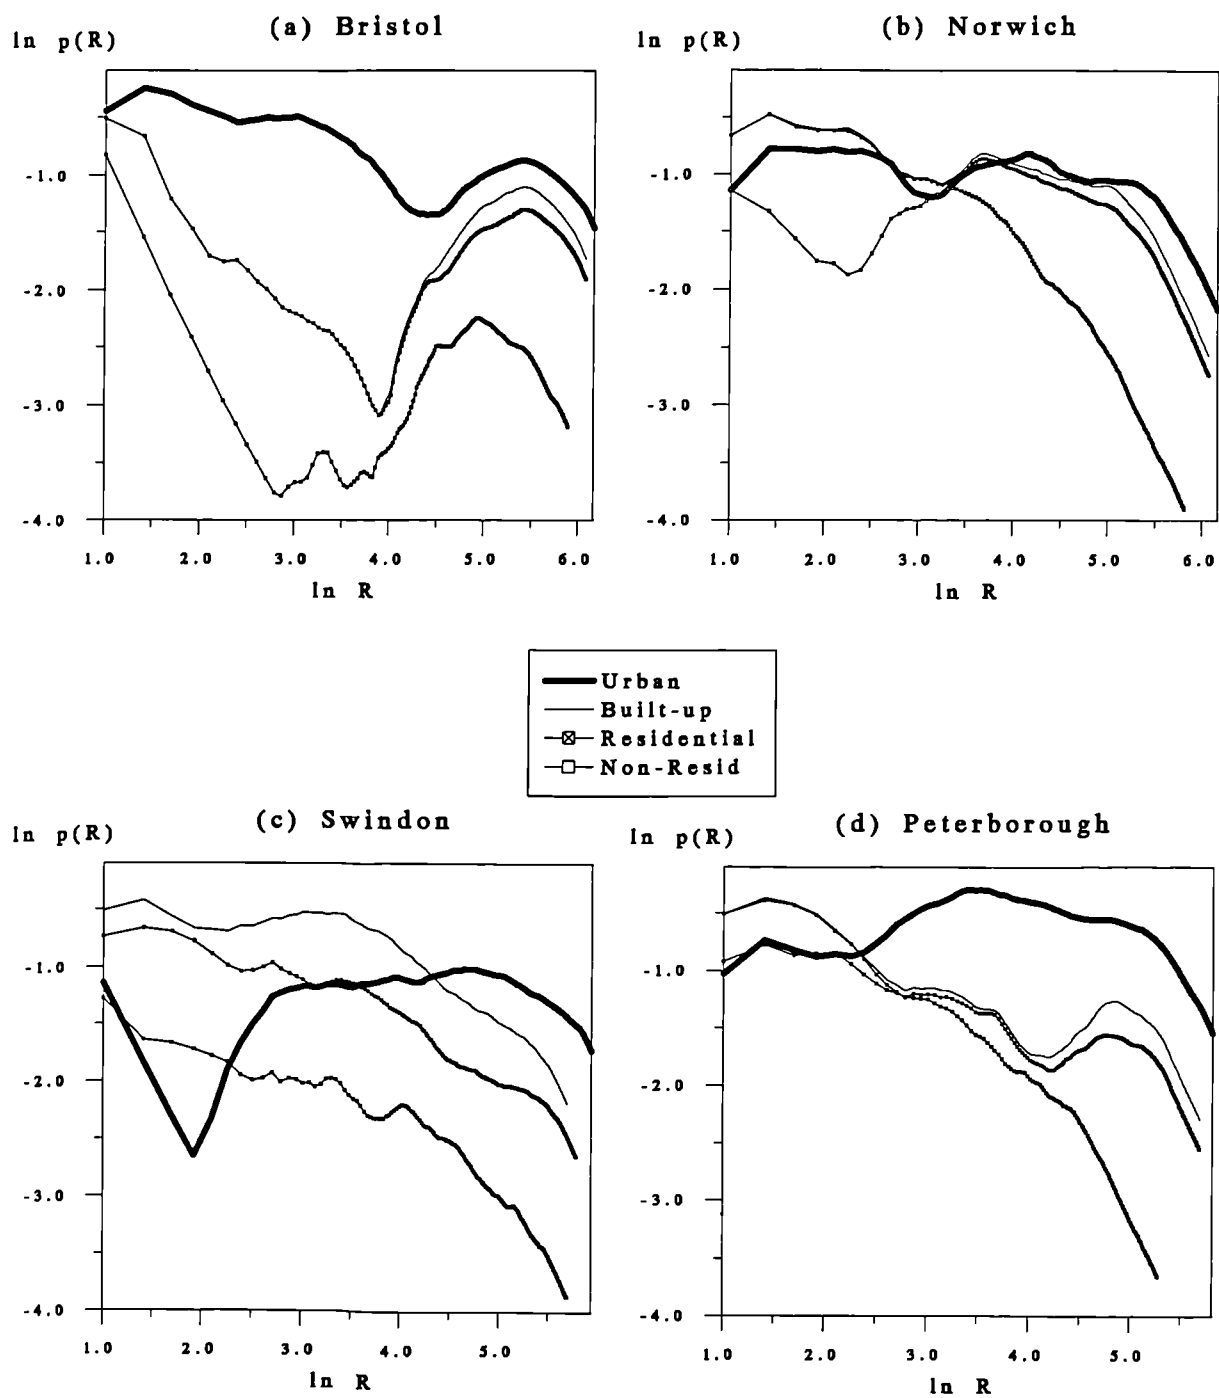 (a) Bristol
ln p(R)
-1.0
-2.0
-3.0
-4.0
1.0 2.0 3.0 4.0 5.0 6.0
ln R
(b) Norwich
ln p(R)
-1.0
-2.0
-3.0
-4.0
1.0 2.0 3.0 4.0 5.0 6.0
ln R
Urban
Built-up
Residential
Non-Resid
(c) Swindon
ln p(R)
-1.0
-2.0
-3.0
-4.0
1.0 2.0 3.0 4.0 5.0
ln R
(d) Peterborough
ln p(R)
-1.0
-2.0
-3.0
-4.0
1.0 2.0 3.0 4.0 5.0
ln R